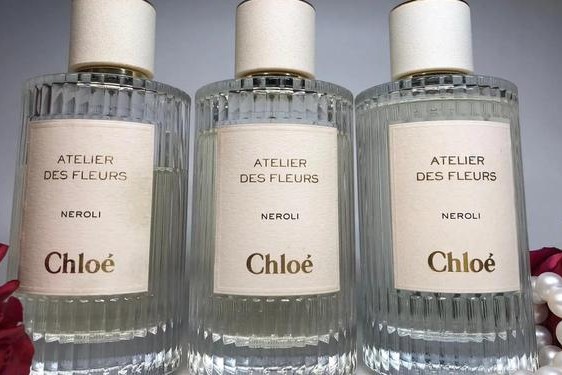 ATELIER
DES FLEURS
NEROLI
Chloé
ATELIER
DES FLEURS
NEROLI
Chloé
ATELIER
DES FLEURS
NEROLI
Chloé